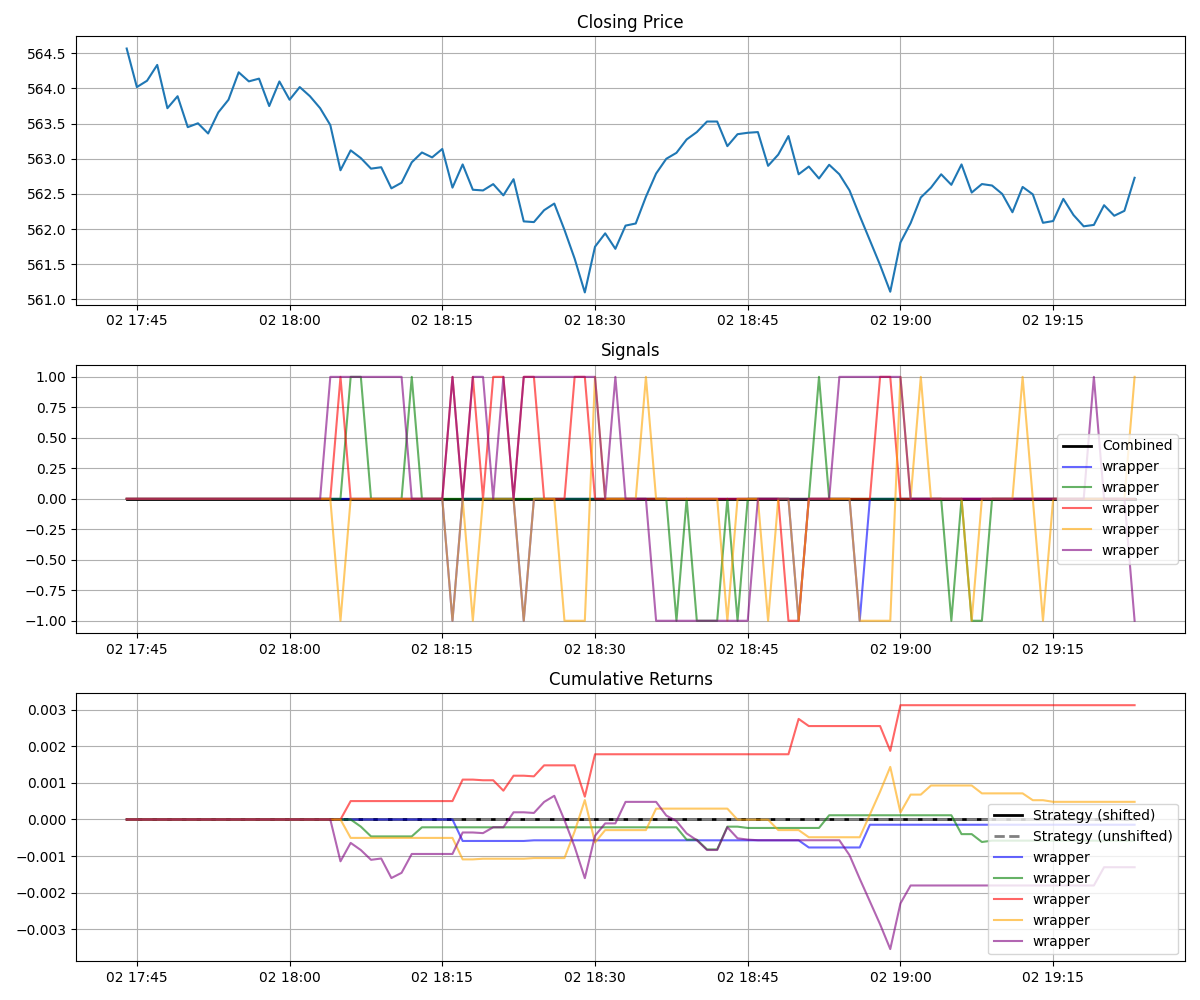 Closing Price
564.5
564.0
563.5
563.0
562.5
562.0
561.5
561.0
02 17:45 02 18:00 02 18:15 02 18:30 02 18:45 02 19:00 02 19:15
Signals
1.00
0.75
0.50
0.25
0.00
−0.25
−0.50
−0.75
−1.00
Combined
wrapper
wrapper
wrapper
wrapper
wrapper
02 17:45 02 18:00 02 18:15 02 18:30 02 18:45 02 19:00 02 19:15
Cumulative Returns
0.003
0.002
0.001
0.000
−0.001
−0.002
−0.003
Strategy (shifted)
Strategy (unshifted)
wrapper
wrapper
wrapper
wrapper
wrapper
02 17:45 02 18:00 02 18:15 02 18:30 02 18:45 02 19:00 02 19:15